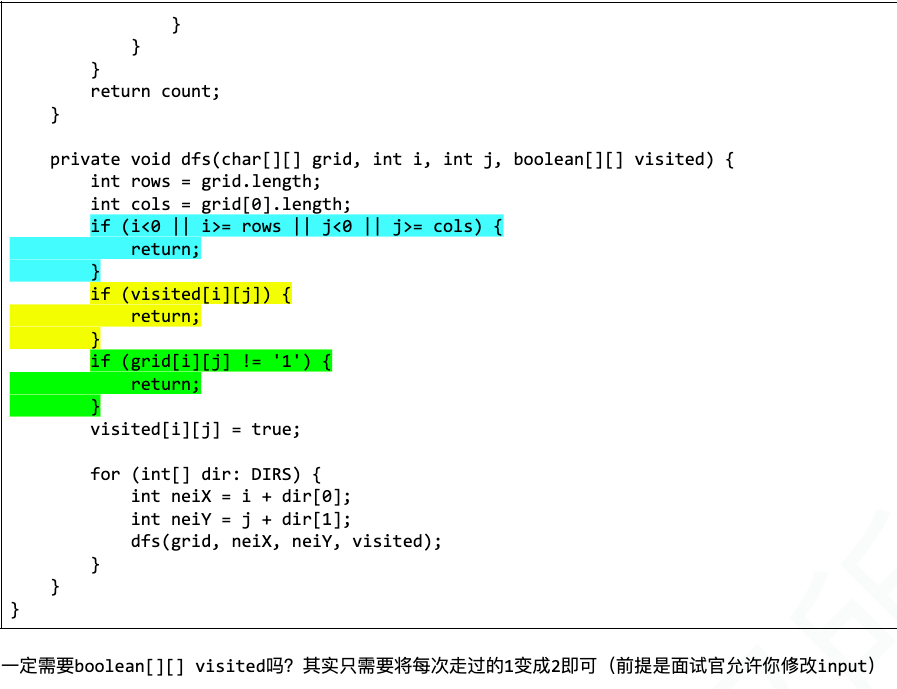 }
}
}
return count;
}
private void dfs(char[][] grid, int i, int j, boolean[][] visited) {
int rows = grid.length;
int cols = grid[0].length;
if (i<0 || i>= rows || j<0 || j>= cols) {
return;
}
if (visited[i][j]) {
return;
}
if (grid[i][j] != '1') {
return;
}
visited[i][j] = true;
for (int[] dir: DIRS) {
int neiX = i + dir[0];
int neiY = j + dir[1];
dfs(grid, neiX, neiY, visited);
}
}
}
一定需要boolean[][] visited吗？其实只需要将每次走过的1变成2即可（前提是面试官允许你修改input）